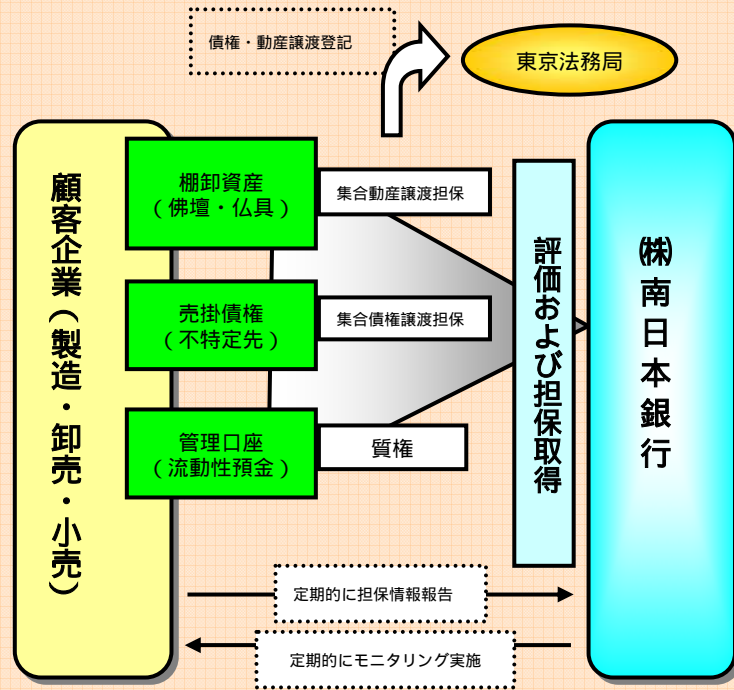 債権・動産譲渡登記
東京法務局
顧客企業(製造・卸売・小売)
棚卸資産
(佛壇・仏具)
集合動産譲渡担保
売掛債権
(不特定先)
集合債権譲渡担保
管理口座
(流動性預金)
質権
評価および担保取得
㈱南日本銀行
定期的に担保情報報告
定期的にモニタリング実施